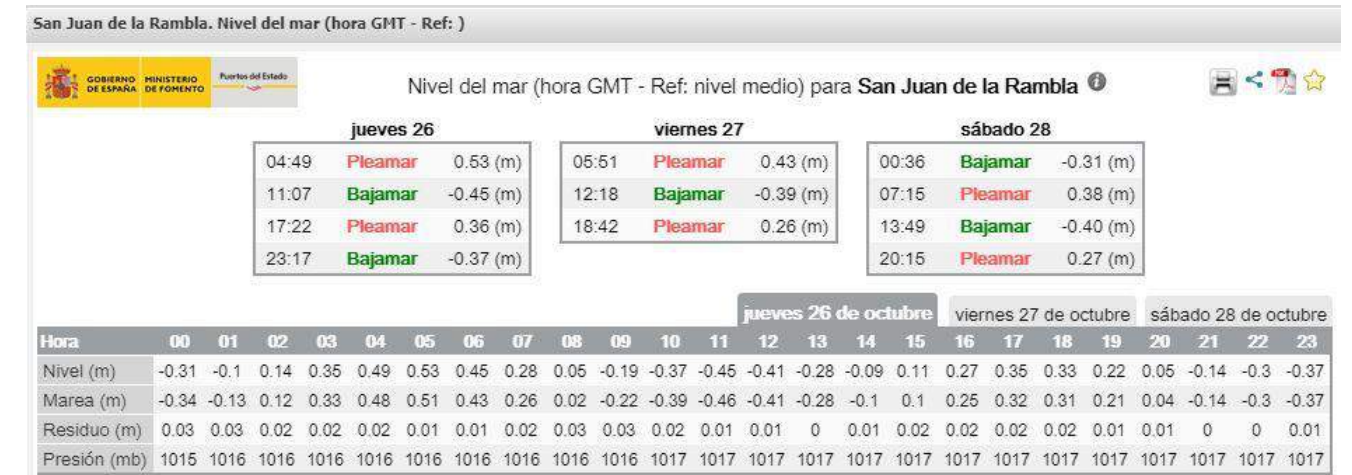 San Juan de la Rambla. Nivel del mar (hora GMT - Ref: )
GOBIERNO DE ESPAÑA
MINISTERIO DE FOMENTO
Puertos del Estado
Nivel del mar (hora GMT - Ref: nivel medio) para San Juan de la Rambla
jueves 26
04:49 Pleamar 0.53 (m)
11:07 Bajamar -0.45 (m)
17:22 Pleamar 0.36 (m)
23:17 Bajamar -0.37 (m)
viernes 27
05:51 Pleamar 0.43 (m)
12:18 Bajamar -0.39 (m)
18:42 Pleamar 0.26 (m)
sábado 28
00:36 Bajamar -0.31 (m)
07:15 Pleamar 0.38 (m)
13:49 Bajamar -0.40 (m)
20:15 Pleamar 0.27 (m)
jueves 26 de octubre viernes 27 de octubre sábado 28 de octubre
Hora 00 01 02 03 04 05 06 07 08 09 10 11 12 13 14 15 16 17 18 19 20 21 22 23
Nivel (m) -0.31 -0.1 0.14 0.35 0.49 0.53 0.45 0.28 0.05 -0.19 -0.37 -0.45 -0.41 -0.28 -0.09 0.11 0.27 0.35 0.33 0.22 0.05 -0.14 -0.3 -0.37
Marea (m) -0.34 -0.13 0.12 0.33 0.48 0.51 0.43 0.26 0.02 -0.22 -0.39 -0.46 -0.41 -0.28 -0.1 0.1 0.25 0.32 0.31 0.21 0.04 -0.14 -0.3 -0.37
Residuo (m) 0.03 0.03 0.02 0.02 0.02 0.01 0.01 0.02 0.03 0.03 0.02 0.01 0.01 0 0.01 0.02 0.02 0.02 0.02 0.01 0.01 0 0 0.01
Presión (mb) 1015 1016 1016 1016 1016 1016 1016 1016 1016 1016 1017 1017 1017 1017 1017 1017 1017 1017 1017 1017 1017 1017 1017 1017